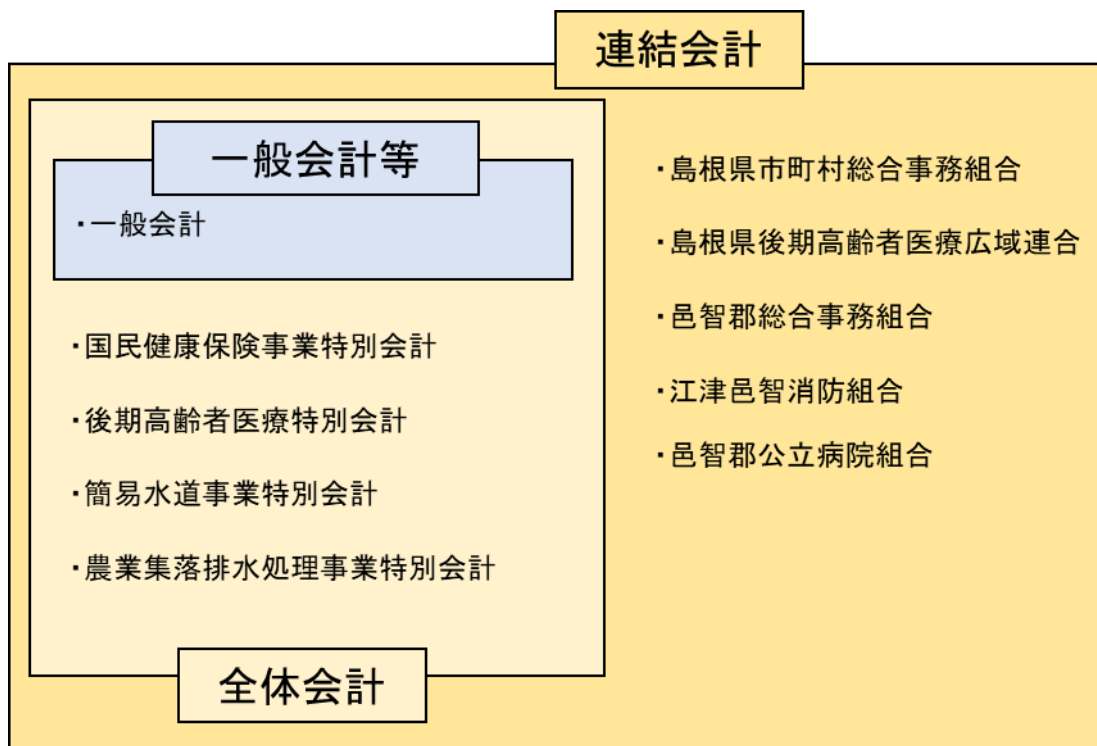 連結会計
一般会計等
・一般会計
・国民健康保険事業特別会計
・後期高齢者医療特別会計
・簡易水道事業特別会計
・農業集落排水処理事業特別会計
全体会計
・島根県市町村総合事務組合
・島根県後期高齢者医療広域連合
・邑智郡総合事務組合
・江津邑智消防組合
・邑智郡公立病院組合